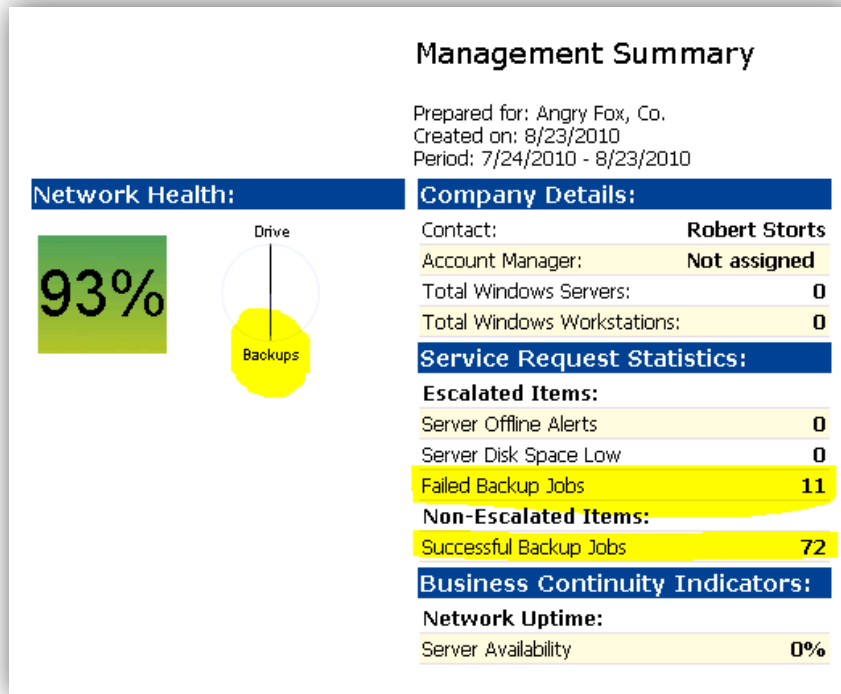 Management Summary
Prepared for: Angry Fox, Co.
Created on: 8/23/2010
Period: 7/24/2010 - 8/23/2010
Network Health:
93%
Drive
Backups
Company Details:
Contact: Robert Storts
Account Manager: Not assigned
Total Windows Servers: 0
Total Windows Workstations: 0
Service Request Statistics:
Escalated Items:
Server Offline Alerts 0
Server Disk Space Low 0
Failed Backup Jobs 11
Non-Escalated Items:
Successful Backup Jobs 72
Business Continuity Indicators:
Network Uptime:
Server Availability 0%